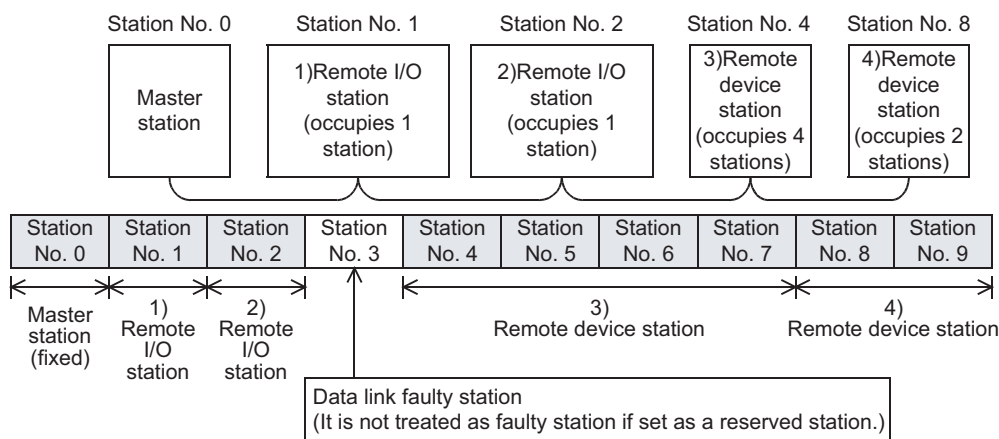 Station No. 0
Station No. 1
Station No. 2
Station No. 4
Station No. 8
Master
station
1)Remote I/O
station
(occupies 1
station)
2)Remote I/O
station
(occupies 1
station)
3)Remote
device
station
(occupies 4
stations)
4)Remote
device
station
(occupies 2
stations)
Station
No. 0
Station
No. 1
Station
No. 2
Station
No. 3
Station
No. 4
Station
No. 5
Station
No. 6
Station
No. 7
Station
No. 8
Station
No. 9
Master
station
(fixed)
1)
Remote
I/O
station
2)
Remote
I/O
station
3)
Remote device station
4)
Remote device station
Data link faulty station
(It is not treated as faulty station if set as a reserved station.)